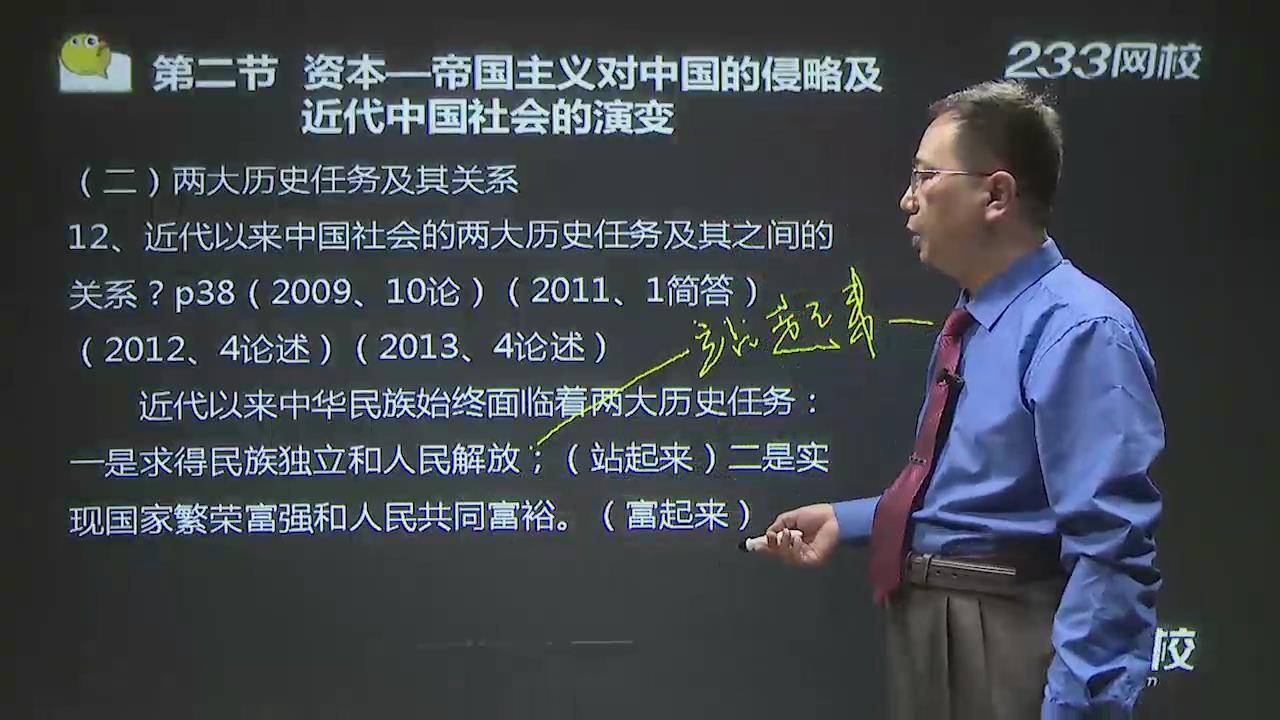 第二节 资本—帝国主义对中国的侵略及
近代中国社会的演变
233网校
（二）两大历史任务及其关系
12、近代以来中国社会的两大历史任务及其之间的
关系？p38（2009、10论）（2011、1简答）
（2012、4论述）（2013、4论述）
站起来
近代以来中华民族始终面临着两大历史任务：
一是求得民族独立和人民解放；（站起来）二是实
现国家繁荣富强和人民共同富裕。（富起来）
校